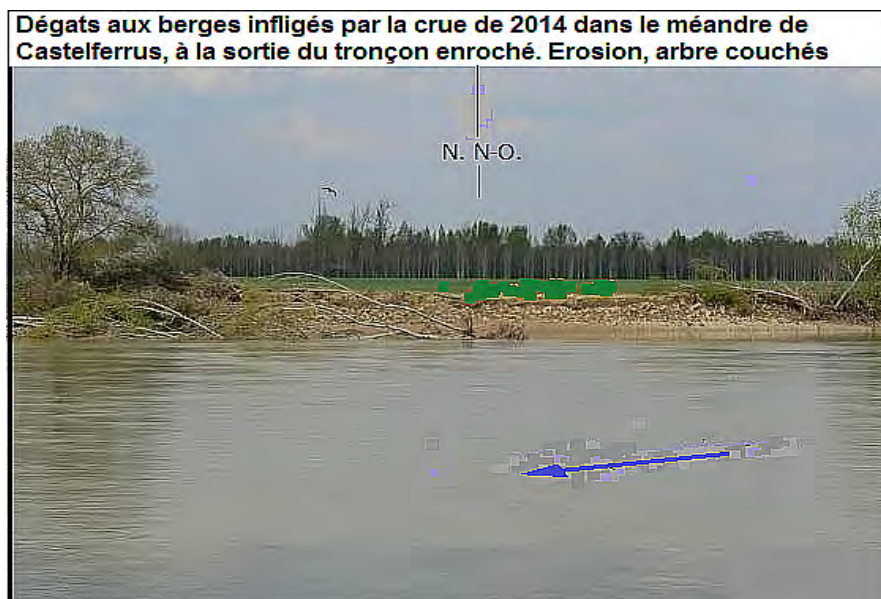 Dégats aux berges infligés par la crue de 2014 dans le méandre de
Castelferrus, à la sortie du tronçon enroché. Erosion, arbre couchés
N. N-O.